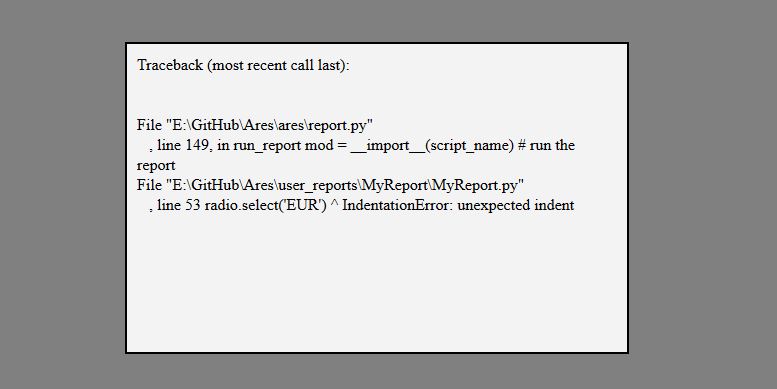 Traceback (most recent call last):
File "E:\GitHub\Ares\ares\report.py"
, line 149, in run_report mod = __import__(script_name) # run the
report
File "E:\GitHub\Ares\user_reports\MyReport\MyReport.py"
, line 53 radio.select('EUR') ^ IndentationError: unexpected indent